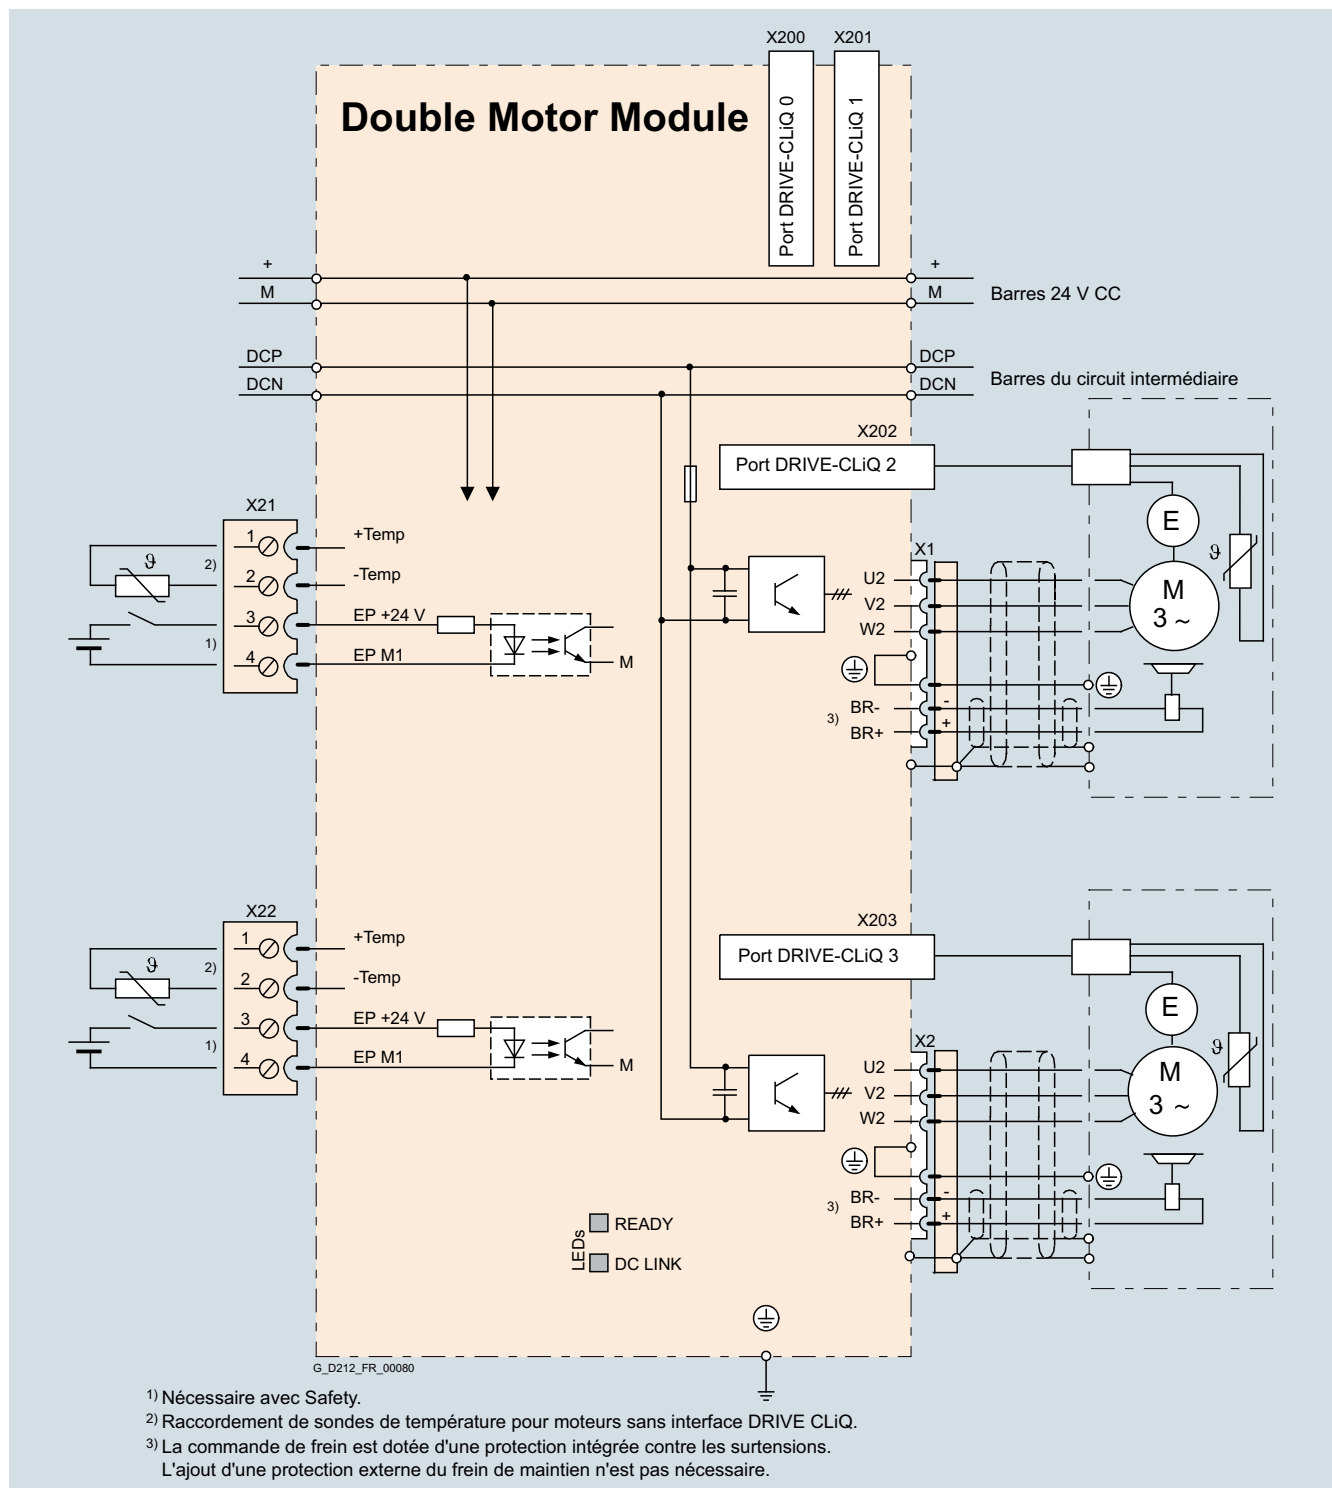 X200 X201
Double Motor Module
Port DRIVE-CLiQ 0
Port DRIVE-CLiQ 1
+ +
M M Barres 24 V CC
DCP DCP
DCN DCN Barres du circuit intermédiaire
X202
Port DRIVE-CLiQ 2
X21
1 +Temp
ϑ 2)
2 -Temp
3 EP +24 V
1)
4 EP M1
M
X1
U2
V2
W2
3) BR- -
BR+ +
E
ϑ
M
3 ~
X203
Port DRIVE-CLiQ 3
X22
1 +Temp
ϑ 2)
2 -Temp
3 EP +24 V
1)
4 EP M1
M
X2
U2
V2
W2
3) BR- -
BR+ +
E
ϑ
M
3 ~
LEDs
READY
DC LINK
G_D212_FR_00080
1) Nécessaire avec Safety.
2) Raccordement de sondes de température pour moteurs sans interface DRIVE CLiQ.
3) La commande de frein est dotée d'une protection intégrée contre les surtensions.
L'ajout d'une protection externe du frein de maintien n'est pas nécessaire.